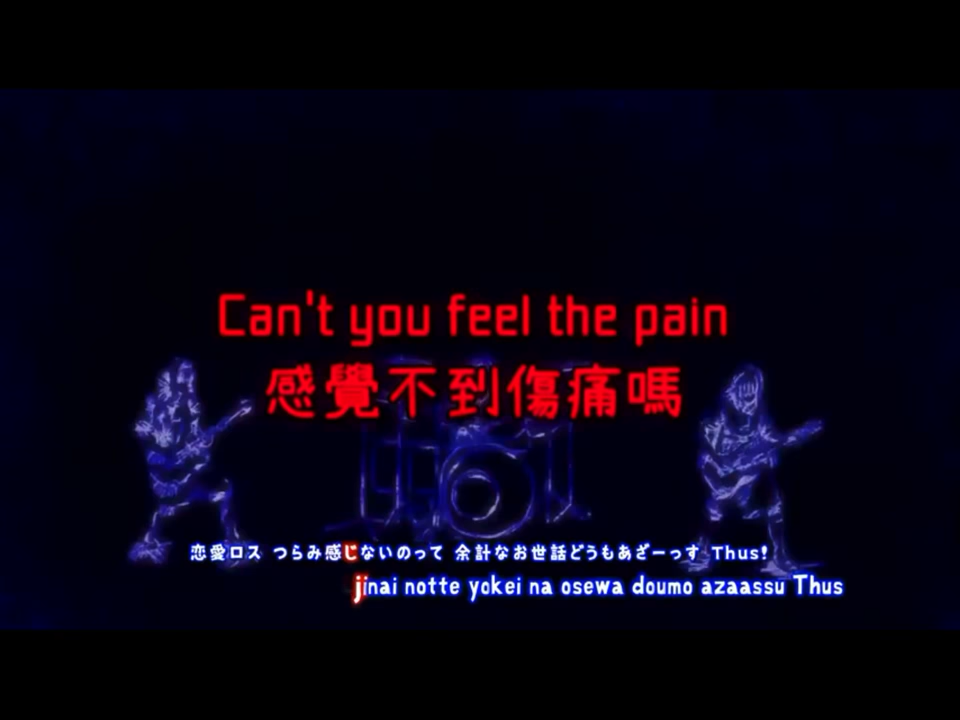 Can't you feel the pain
感覺不到傷痛嗎
恋愛ロス つらみ感じないのって 余計なお世話どうもあざーっす Thus!
jinai notte yokei na osewa doumo azaassu Thus